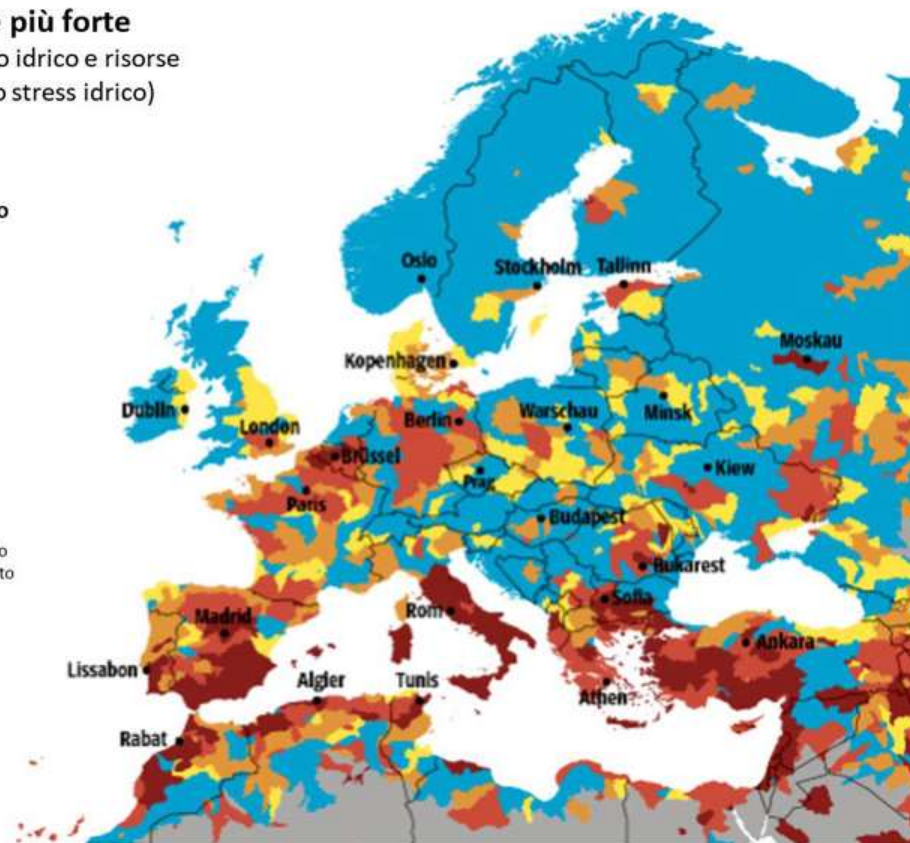 più forte
o idrico e risorse
o stress idrico)
o
o
to
Oslo
Stockholm
Tallinn
Moskau
Kopenhagen
Dublin
London
Berlin
Warschau
Minsk
Brüssel
Kiew
Prag
Paris
Budapest
Bukarest
Sofia
Rom
Madrid
Ankara
Lissabon
Algier
Tunis
Athen
Rabat